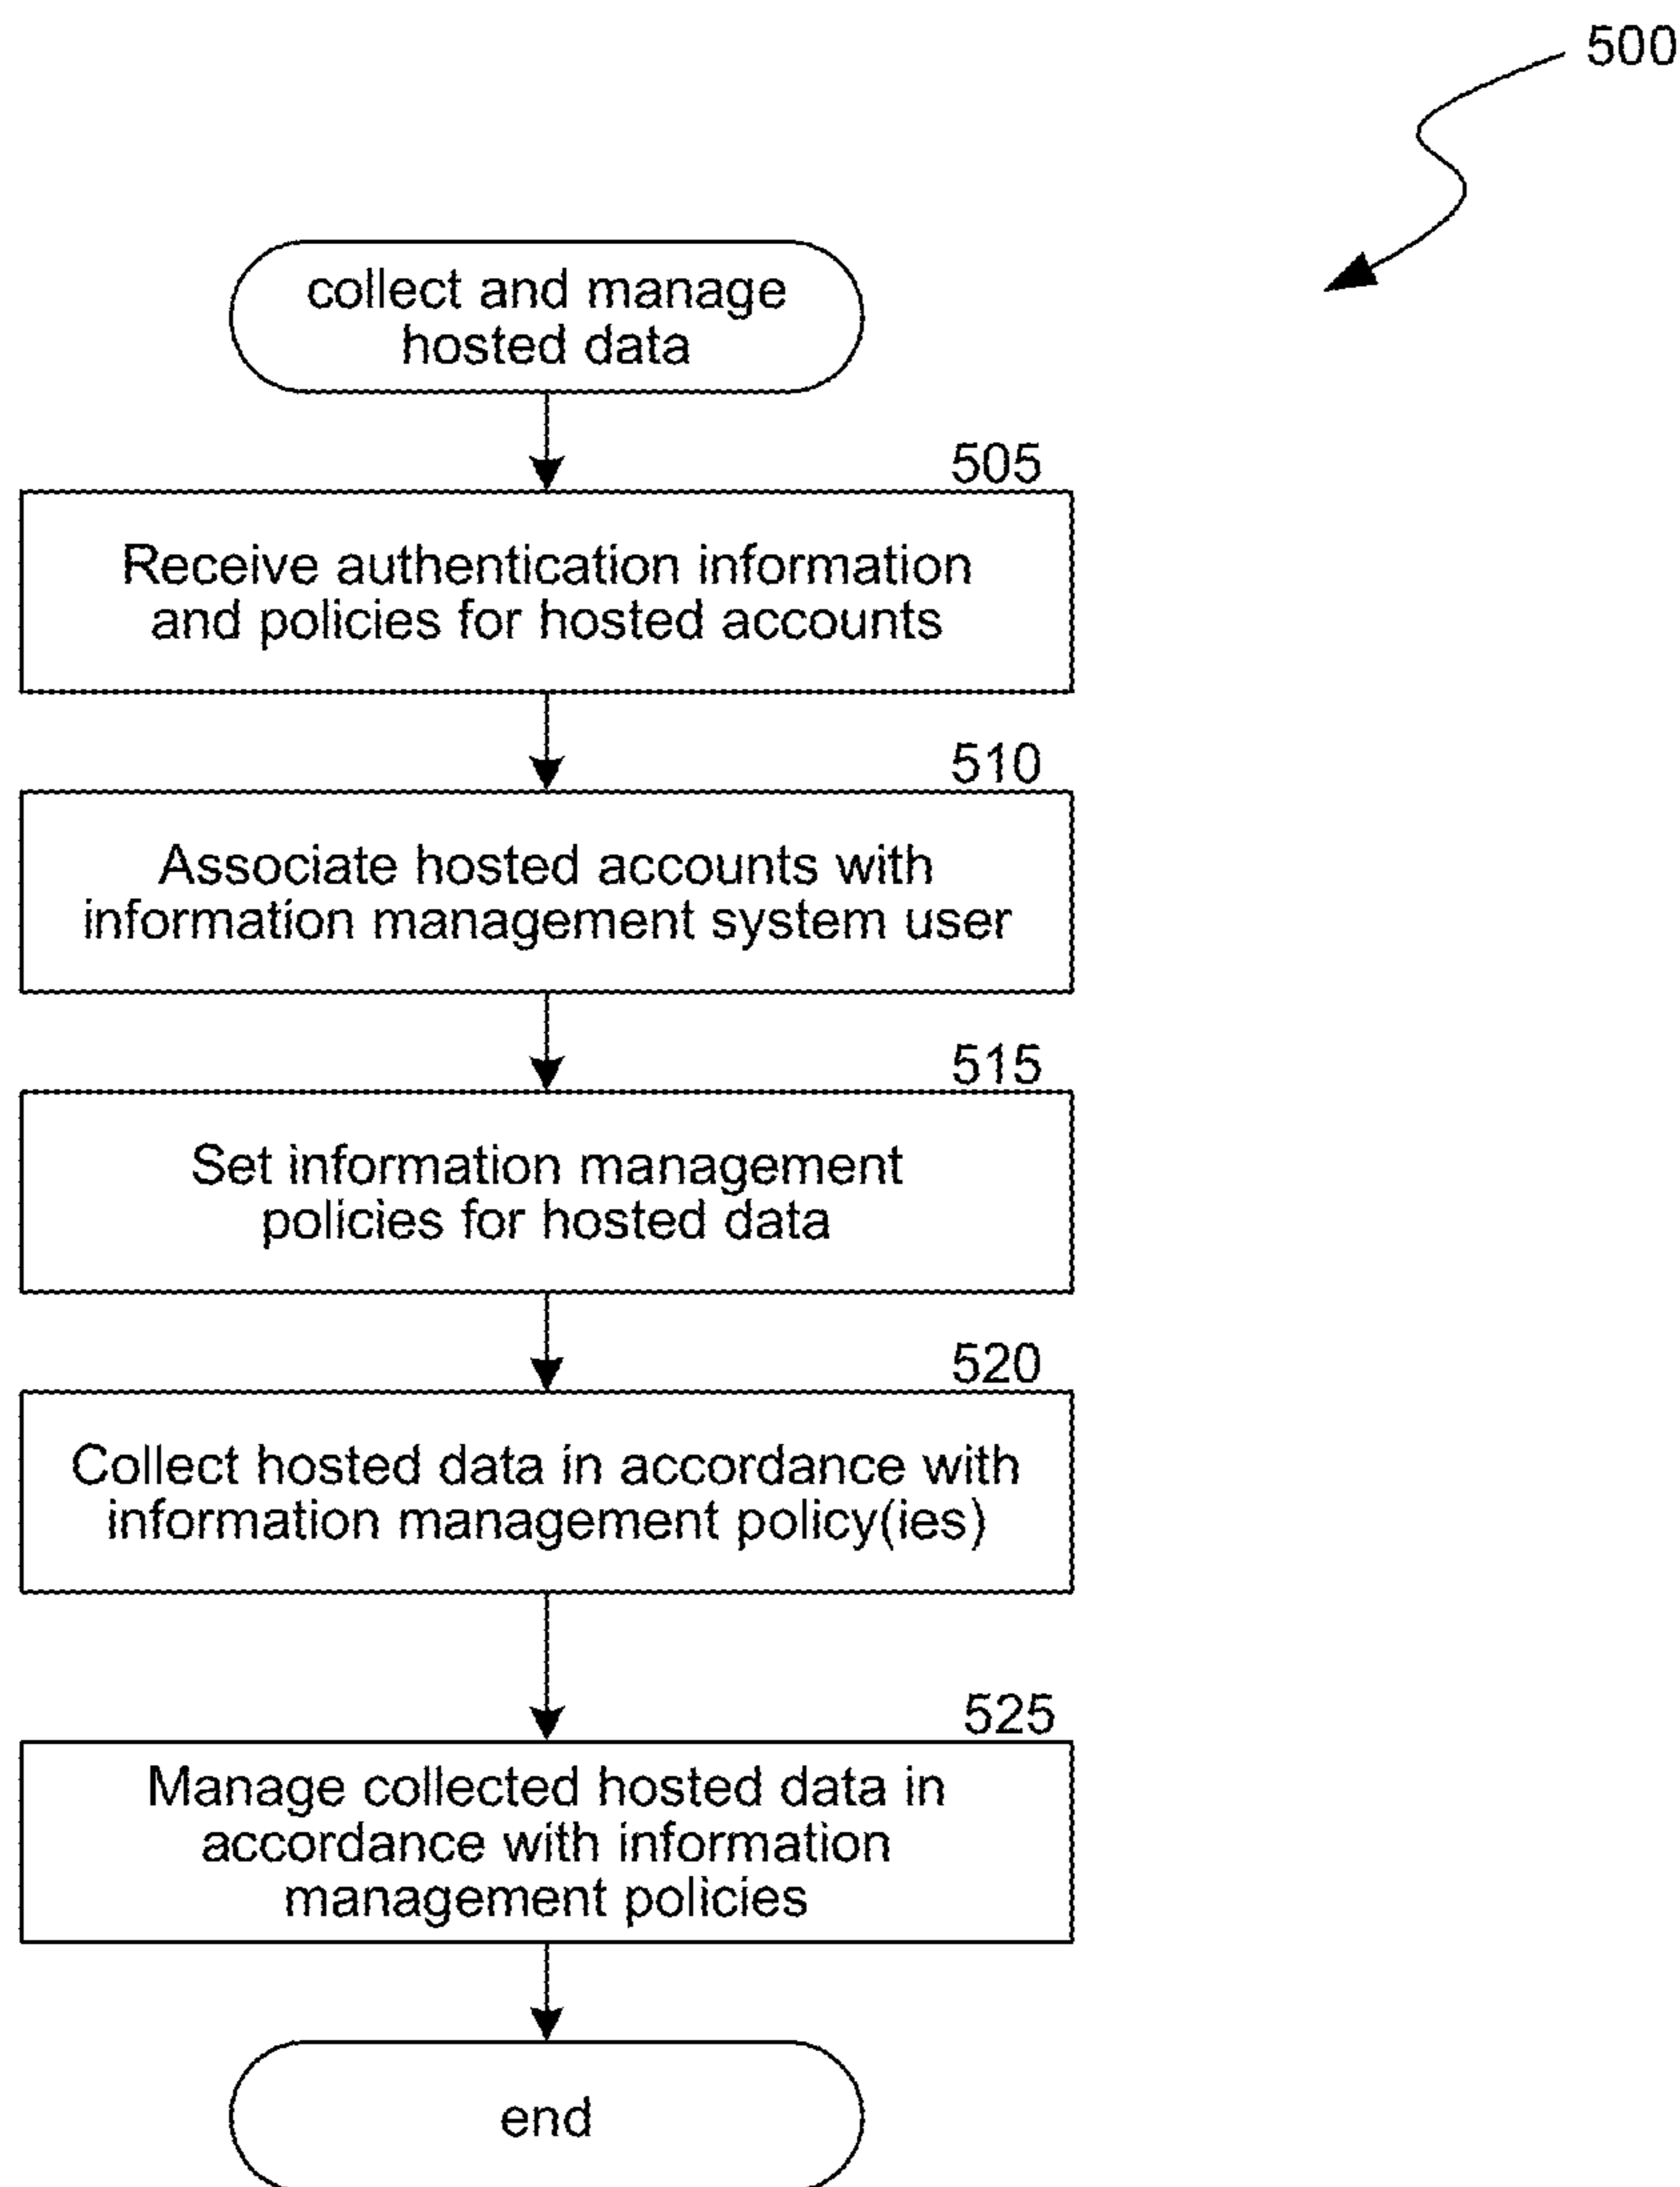 500
collect and manage
hosted data
505
Receive authentication information
and policies for hosted accounts
510
Associate hosted accounts with
information management system user
515
Set information management
policies for hosted data
520
Collect hosted data in accordance with
information management policy(ies)
525
Manage collected hosted data in
accordance with information
management policies
end